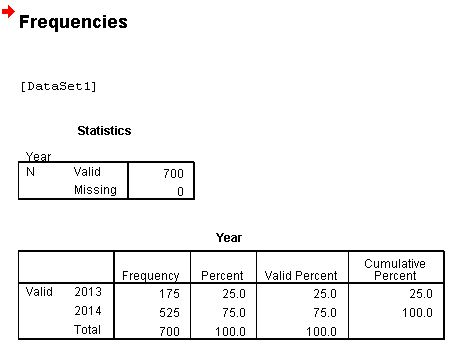 Frequencies
[DataSet1]
Statistics
Year
N Valid 700
Missing 0
Year
Frequency Percent Valid Percent Cumulative Percent
Valid 2013 175 25.0 25.0 25.0
2014 525 75.0 75.0 100.0
Total 700 100.0 100.0